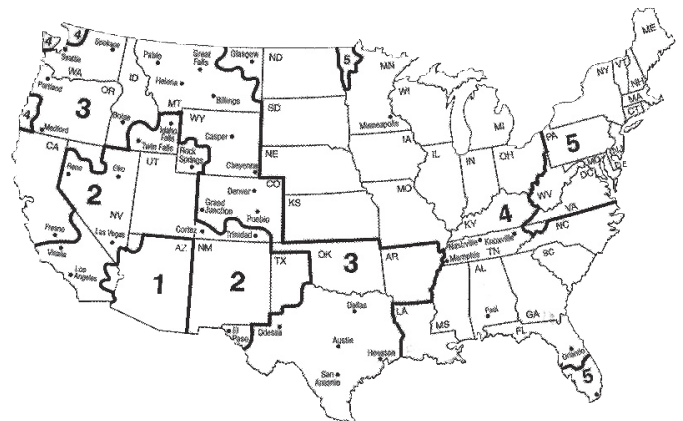 ME
4
4
Spokane
Seattle
WA
Pablo
Great
Falls
Glasgow
ND
5
MN
NY
VT
NH
MA
CT
Portland
OR
ID
Helena
MT
Billings
SD
WI
Minneapolis
MI
3
Boise
Idaho
Falls
WY
Casper
4
Medford
Twin Falls
Rock
Springs
Cheyenne
NE
IA
IL
IN
OH
PA
5
CA
Reno
Elko
UT
CO
Denver
Grand
Junction
Pueblo
KS
MO
KY
WV
VA
DC
2
NV
Fresno
Visalia
Las Vegas
Cortez
Trinidad
4
NC
Los
Angeles
AZ
NM
TX
OK
AR
Nashville
Knoxville
Memphis
TN
SC
1
2
3
AL
GA
MS
LA
Dallas
El
Paso
Odessa
Austin
Houston
San
Antonio
FL
Orlando
5